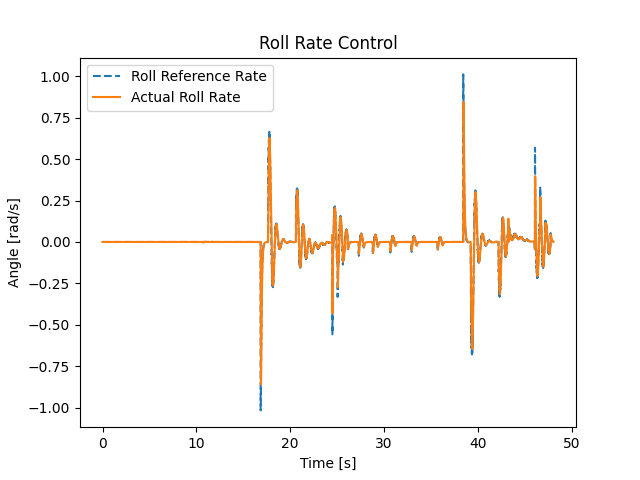 Roll Rate Control
Roll Reference Rate
Actual Roll Rate
1.00
0.75
0.50
0.25
0.00
−0.25
−0.50
−0.75
−1.00
Angle [rad/s]
0 10 20 30 40 50
Time [s]